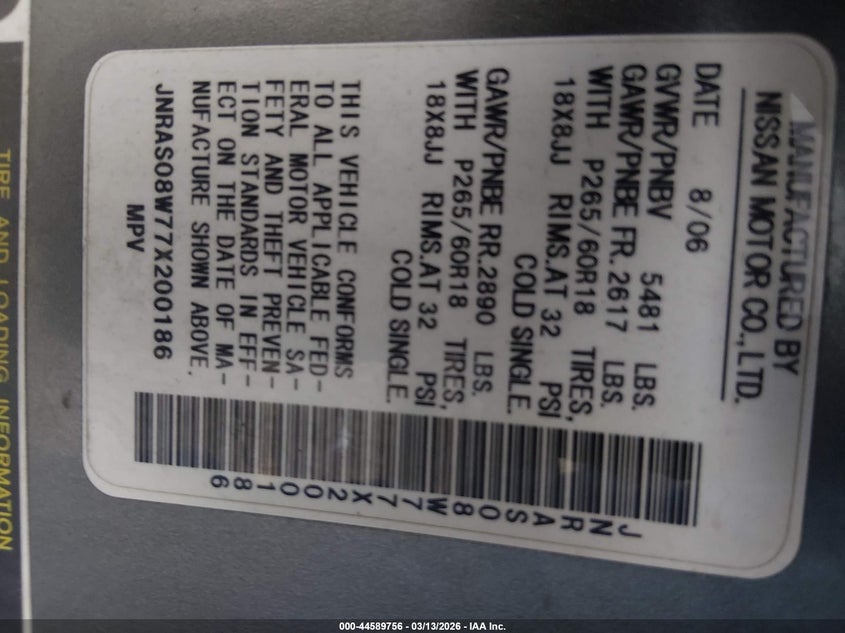 MANUFACTURED BY
NISSAN MOTOR CO., LTD.
DATE 8/06
GVWR/PNBV 5481 LBS.
GAWR/PNBE FR. 2617 LBS.
WITH P265/60R18 TIRES,
18X8JJ RIMS.AT 32 PSI
COLD SINGLE.
GAWR/PNBE RR.2890 LBS.
WITH P265/60R18 TIRES,
18X8JJ RIMS.AT 32 PSI
COLD SINGLE.
THIS VEHICLE CONFORMS
TO ALL APPLICABLE FED-
ERAL MOTOR VEHICLE SA-
FETY AND THEFT PREVEN-
TION STANDARDS IN EFF-
ECT ON THE DATE OF MA-
NUFACTURE SHOWN ABOVE.
JNRAS08W77X200186
MPV
JNRAS08W77X200186
TIRE AND LOADING INFORMATION
000-44589756 - 03/13/2026 - IAA Inc.